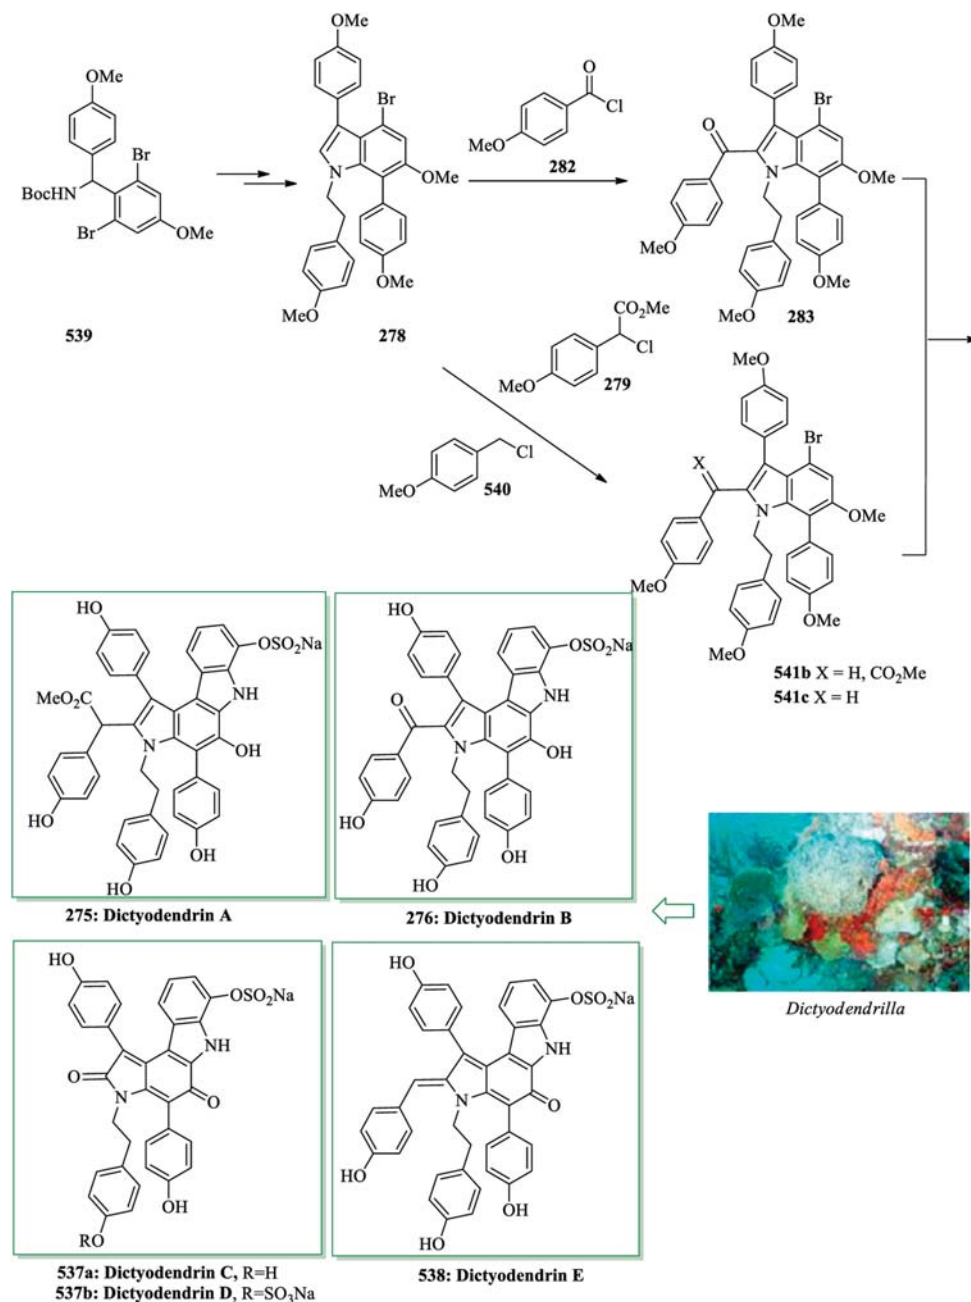 OMe
OMe
Br
BocHN
Br
OMe
539
OMe
Br
N
OMe
MeO
OMe
278
O
Cl
MeO
282
MeO
Br
O
N
OMe
MeO
MeO
OMe
283
CO₂Me
Cl
MeO
279
Cl
MeO
540
MeO
Br
X
N
OMe
MeO
OMe
MeO
541b X = H, CO₂Me
541c X = H
HO
OSO₂Na
MeO₂C
NH
N
OH
HO
OH
HO
275: Dictyodendrin A
HO
OSO₂Na
O
NH
N
OH
HO
OH
HO
276: Dictyodendrin B
Dictyodendrilla
HO
OSO₂Na
NH
O
N
O
OH
RO
537a: Dictyodendrin C, R=H
537b: Dictyodendrin D, R=SO₃Na
HO
OSO₂Na
NH
N
O
HO
OH
HO
538: Dictyodendrin E